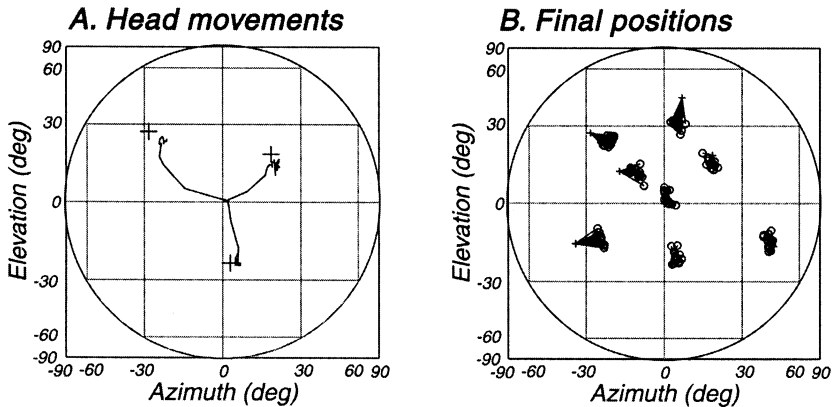 A. Head movements
90
60
30
0
-30
-60
-90
Elevation (deg)
-90 -60 -30 0 30 60 90
Azimuth (deg)
B. Final positions
90
60
30
0
-30
-60
-90
Elevation (deg)
-90 -60 -30 0 30 60 90
Azimuth (deg)